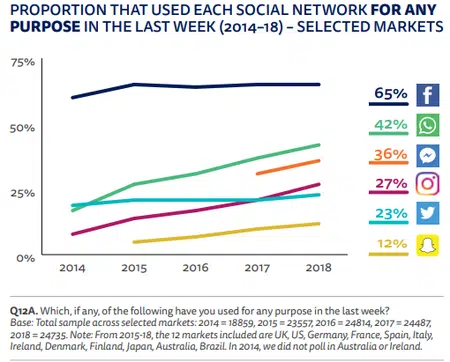 PROPORTION THAT USED EACH SOCIAL NETWORK FOR ANY
PURPOSE IN THE LAST WEEK (2014–18) – SELECTED MARKETS
75%
50%
25%
0%
2014 2015 2016 2017 2018
65%
42%
36%
27%
23%
12%
Q12A. Which, if any, of the following have you used for any purpose in the last week?
Base: Total sample across selected markets: 2014 = 18859, 2015 = 23557, 2016 = 24814, 2017 = 24487,
2018 = 24735. Note: From 2015-18, the 12 markets included are UK, US, Germany, France, Spain, Italy,
Ireland, Denmark, Finland, Japan, Australia, Brazil. In 2014, we did not poll in Australia or Ireland.